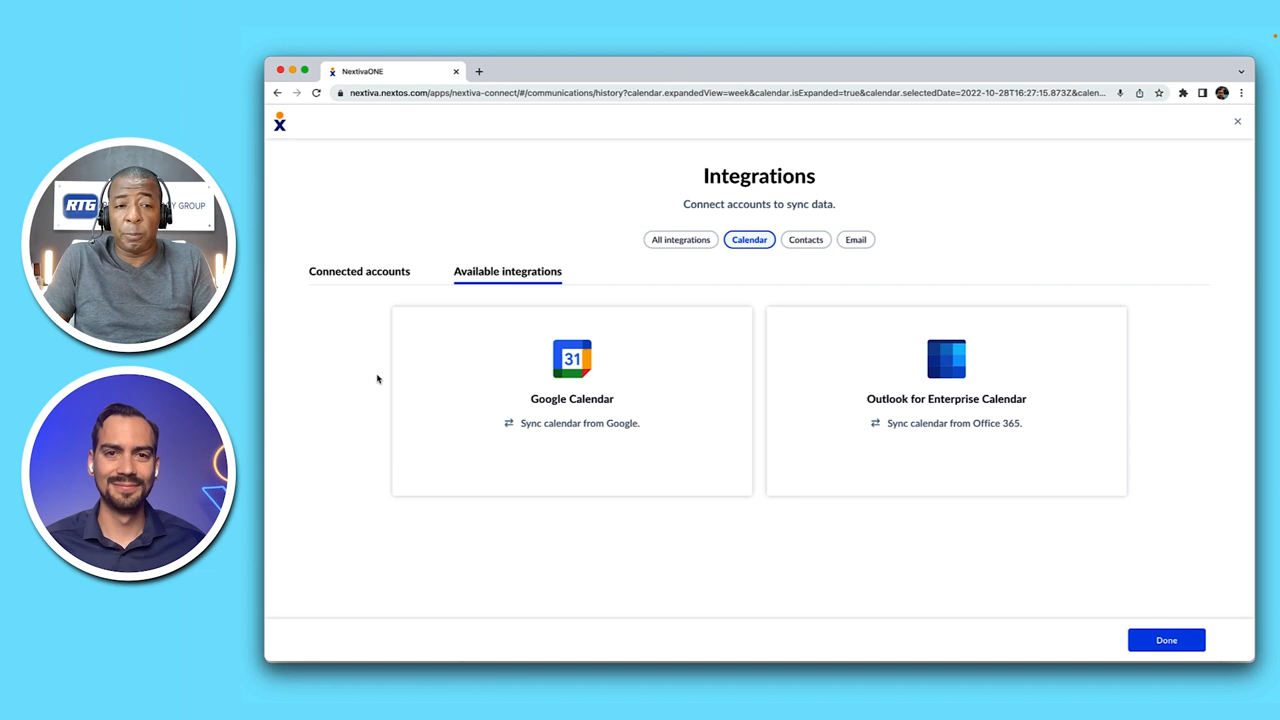 NextivaONE
nextiva.nextos.com/apps/nextiva-connect/#/communications/history?calendar.expandedView=week&calendar.isExpanded=true&calendar.selectedDate=2022-10-28T16:27:15.873Z&calen...
Integrations
Connect accounts to sync data.
All integrations
Calendar
Contacts
Email
Connected accounts
Available integrations
RTG
Y GROUP
31
Google Calendar
Sync calendar from Google.
Outlook for Enterprise Calendar
Sync calendar from Office 365.
Done